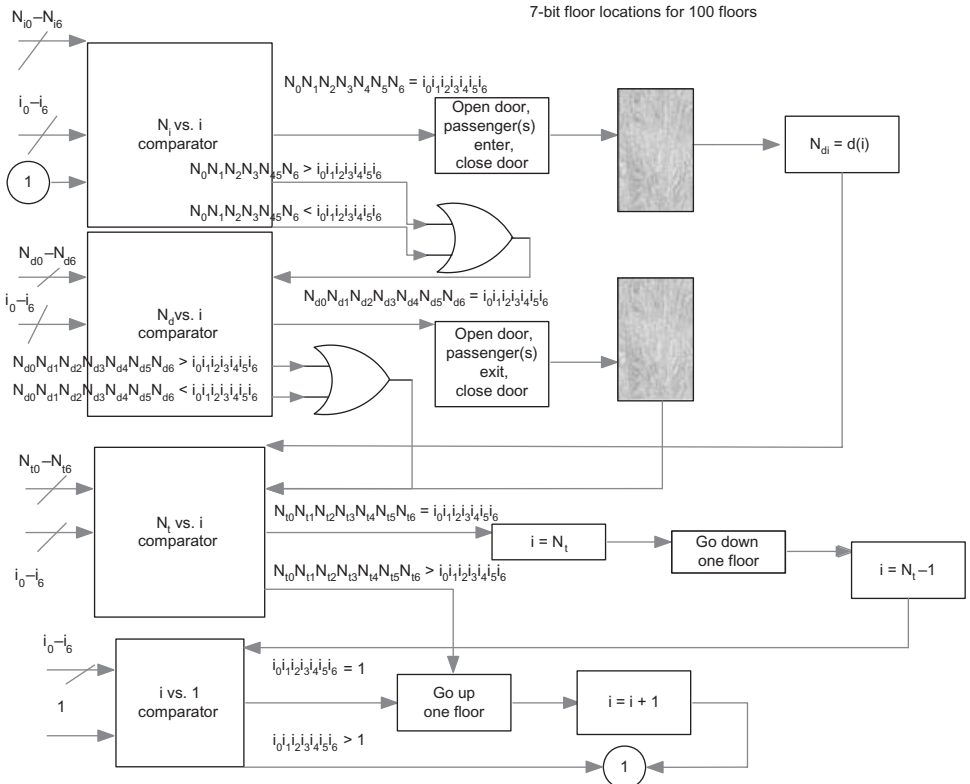 7-bit floor locations for 100 floors
N_i0–N_i6
i_0–i_6
1
N_i vs. i
comparator
N_0N_1N_2N_3N_4N_5N_6 = i_0i_1i_2i_3i_4i_5i_6
Open door,
passenger(s)
enter,
close door
N_di = d(i)
N_0N_1N_2N_3N_45N_6 > i_0i_1i_2i_3i_4i_5i_6
N_0N_1N_2N_3N_45N_6 < i_0i_1i_2i_3i_4i_5i_6
N_d0–N_d6
i_0–i_6
N_d vs. i
comparator
N_d0N_d1N_d2N_d3N_d4N_d5N_d6 = i_0i_1i_2i_3i_4i_5i_6
Open door,
passenger(s)
exit,
close door
N_d0N_d1N_d2N_d3N_d4N_d5N_d6 > i_0i_1i_2i_3i_4i_5i_6
N_d0N_d1N_d2N_d3N_d4N_d5N_d6 < i_0i_1i_2i_3i_4i_5i_6
N_t0–N_t6
i_0–i_6
N_t vs. i
comparator
N_t0N_t1N_t2N_t3N_t4N_t5N_t6 = i_0i_1i_2i_3i_4i_5i_6
i = N_t
Go down
one floor
i = N_t–1
N_t0N_t1N_t2N_t3N_t4N_t5N_t6 > i_0i_1i_2i_3i_4i_5i_6
i_0–i_6
1
i vs. 1
comparator
i_0i_1i_2i_3i_4i_5i_6 = 1
Go up
one floor
i = i + 1
i_0i_1i_2i_3i_4i_5i_6 > 1
1